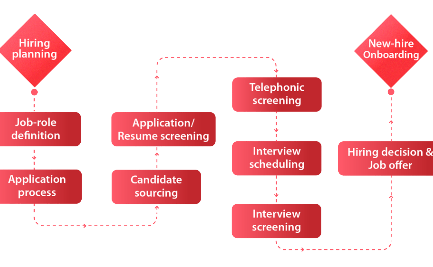 Hiring
planning
Job-role
definition
Application
process
Candidate
sourcing
Application/
Resume screening
Telephonic
screening
Interview
scheduling
Interview
screening
Hiring decision &
Job offer
New-hire
Onboarding